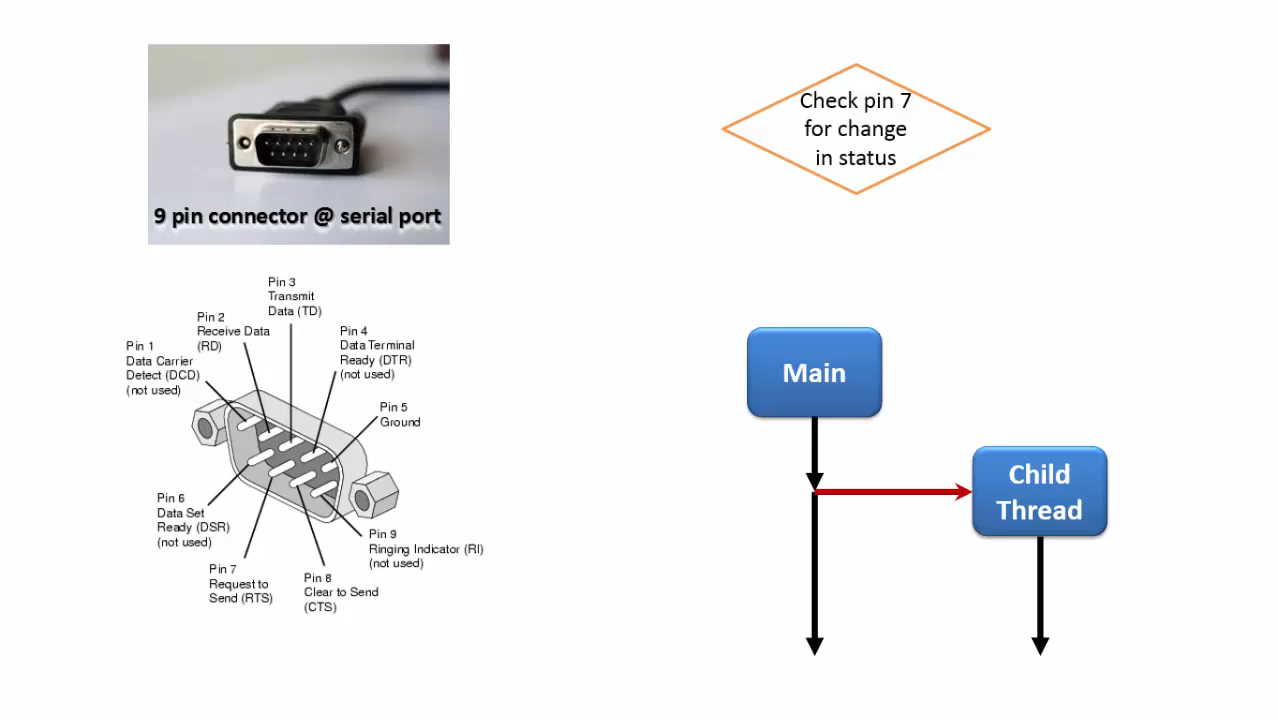 9 pin connector @ serial port
Check pin 7
for change
in status
Pin 3
Transmit
Data (TD)
Pin 2
Receive Data
(RD)
Pin 4
Data Terminal
Ready (DTR)
(not used)
Pin 1
Data Carrier
Detect (DCD)
(not used)
Pin 5
Ground
Pin 6
Data Set
Ready (DSR)
(not used)
Pin 9
Ringing Indicator (RI)
(not used)
Pin 7
Request to
Send (RTS)
Pin 8
Clear to Send
(CTS)
Main
Child
Thread